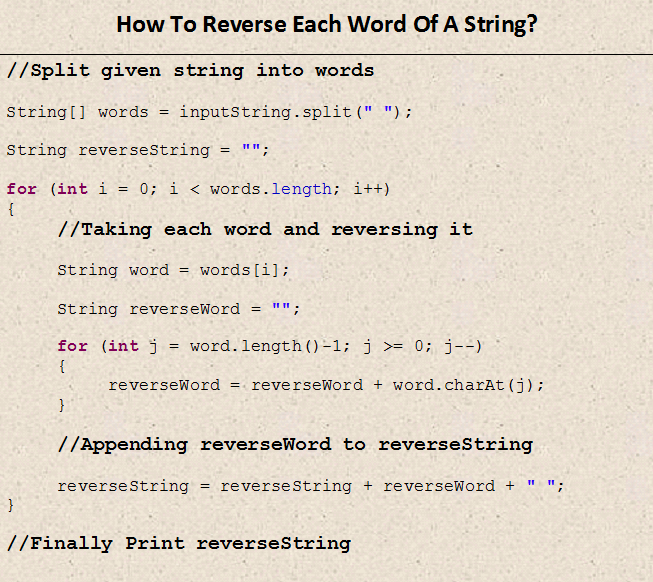 How To Reverse Each Word Of A String?
//Split given string into words
String[] words = inputString.split(" ");
String reverseString = "";
for (int i = 0; i < words.length; i++)
{
//Taking each word and reversing it
String word = words[i];
String reverseWord = "";
for (int j = word.length()-1; j >= 0; j--)
{
reverseWord = reverseWord + word.charAt(j);
}
//Appending reverseWord to reverseString
reverseString = reverseString + reverseWord + " ";
}
//Finally Print reverseString